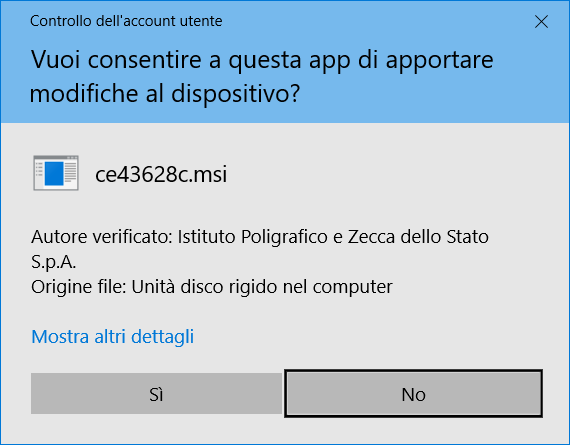 Controllo dell'account utente
Vuoi consentire a questa app di apportare
modifiche al dispositivo?
ce43628c.msi
Autore verificato: Istituto Poligrafico e Zecca dello Stato
S.p.A.
Origine file: Unità disco rigido nel computer
Mostra altri dettagli
Sì
No